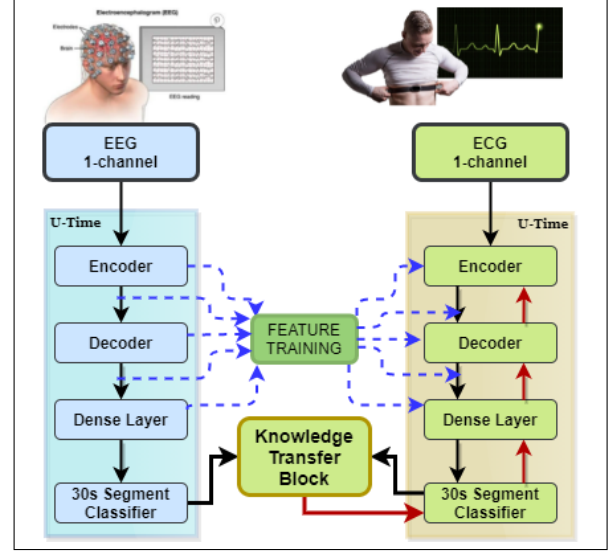 Electroencephalogram (EEG)
Electrodes
Brain
EEG reading
EEG
1-channel
ECG
1-channel
U-Time
U-Time
Encoder
Encoder
Decoder
FEATURE
TRAINING
Decoder
Dense Layer
Dense Layer
Knowledge
Transfer
Block
30s Segment
Classifier
30s Segment
Classifier